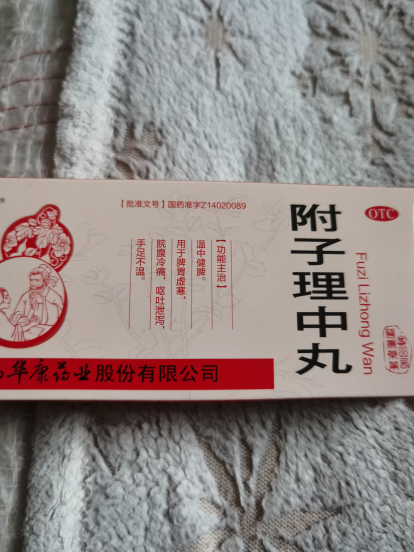 ®
【批准文号】国药准字Z14020089
OTC
附子理中丸
Fuzi Lizhong Wan
【功能主治】
温中健脾。
用于脾胃虚寒，
脘腹冷痛，呕吐泄泻，
手足不温。
华康药业股份有限公司